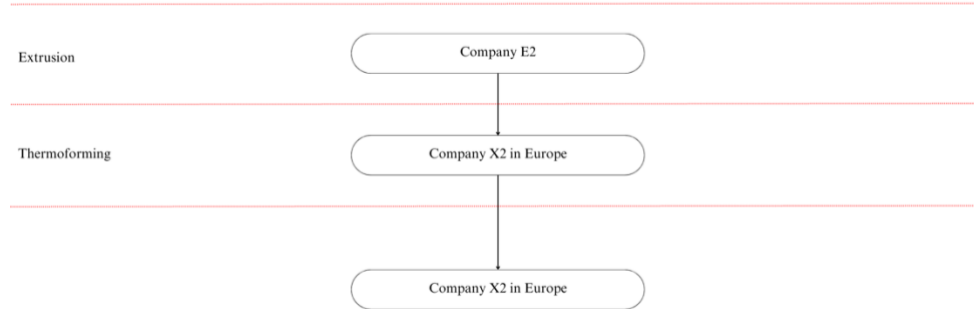 Extrusion
Company E2
Thermoforming
Company X2 in Europe
Company X2 in Europe